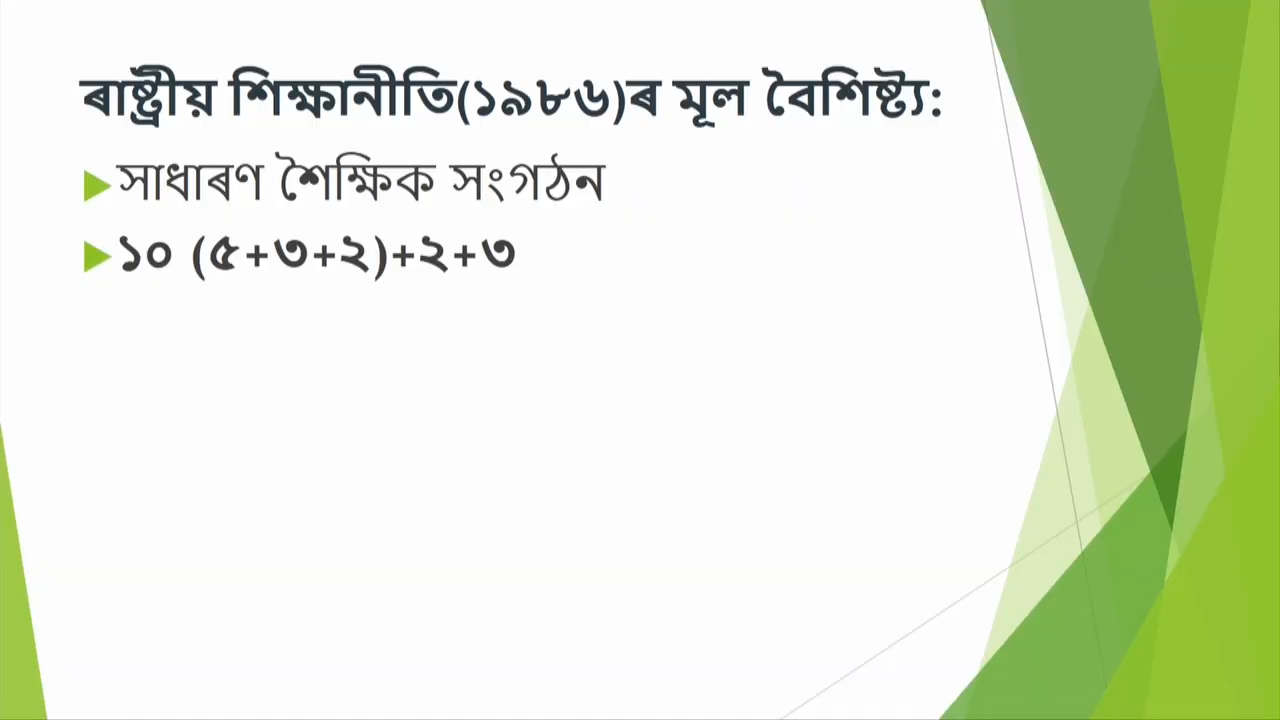 ৰাষ্ট্ৰীয় শিক্ষানীতি(১৯৮৬)ৰ মূল বৈশিষ্ট্য:
সাধাৰণ শৈক্ষিক সংগঠন
১০ (৫+৩+২)+২+৩